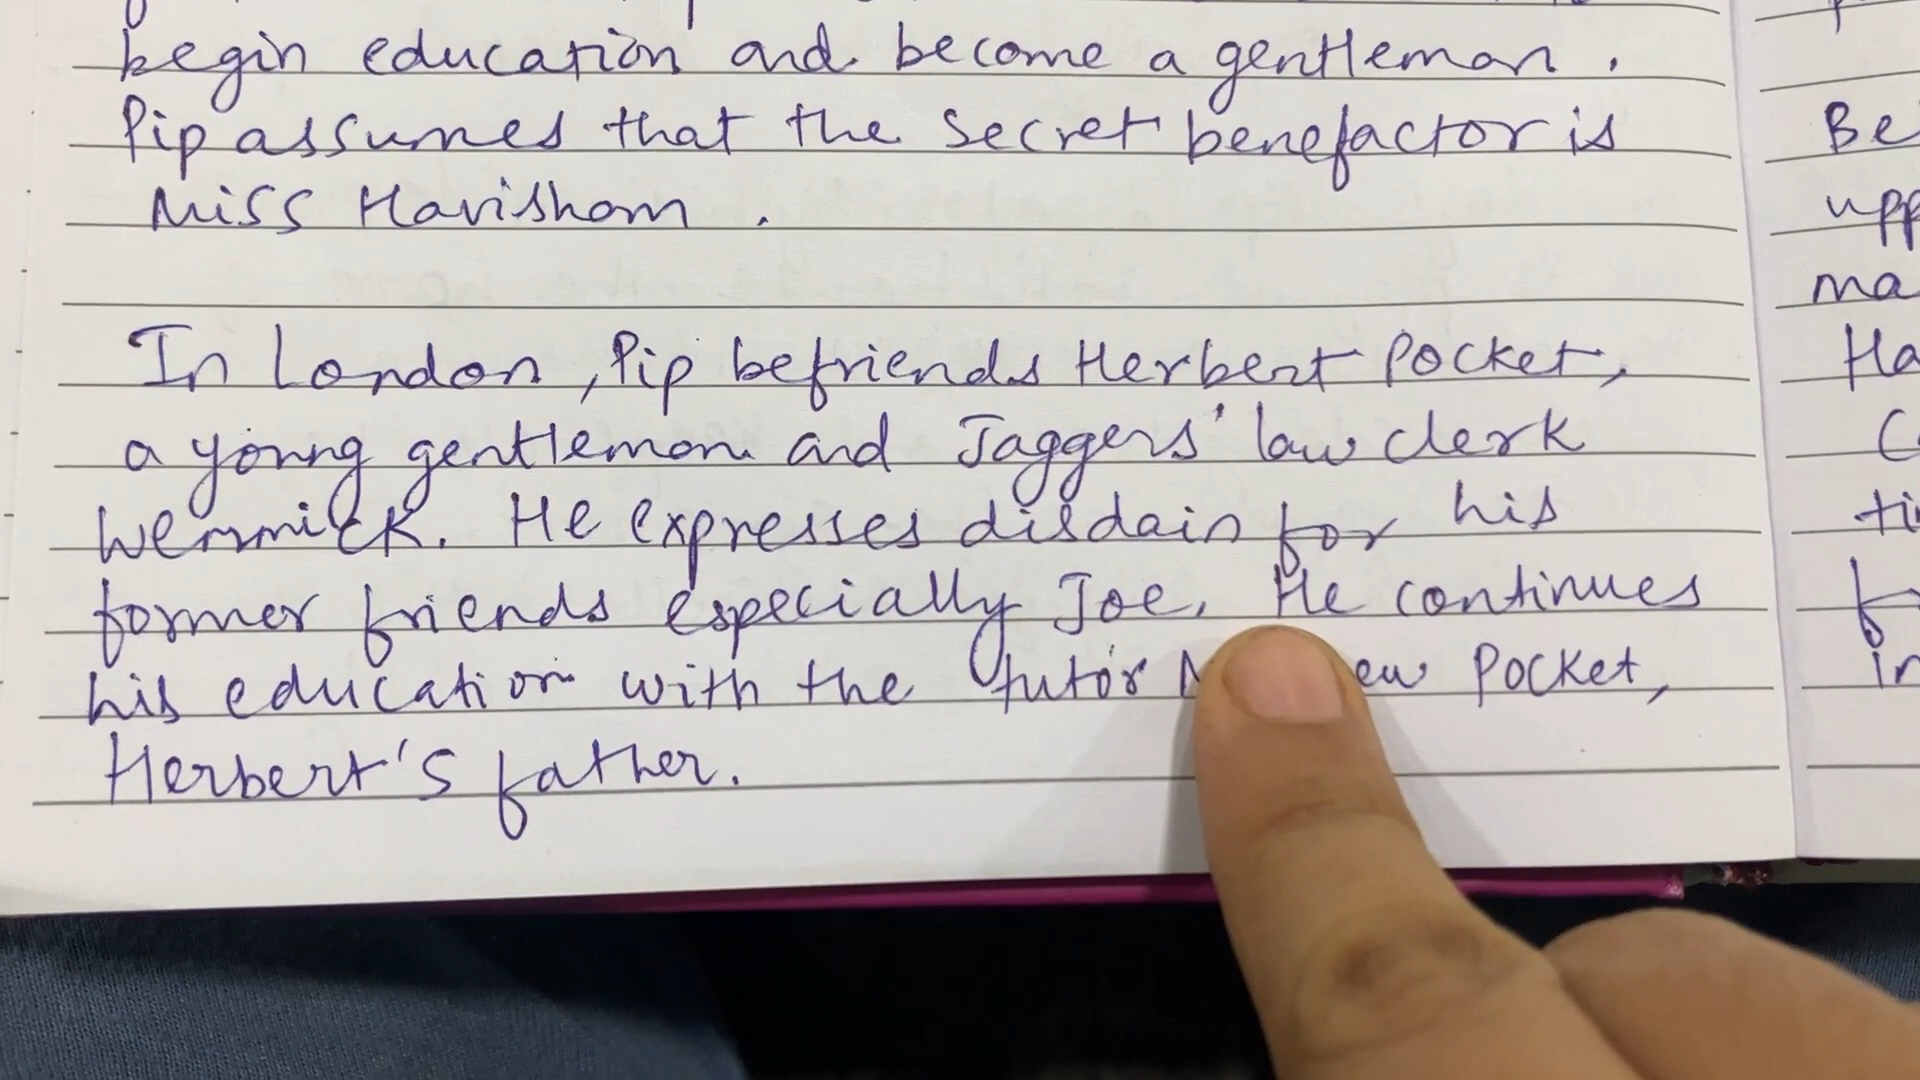 begin education and become a gentleman.
Pip assumes that the secret benefactor is
Miss Havisham.
In London, Pip befriends Herbert Pocket,
a young gentleman and Jaggers' law clerk
Wemmick. He expresses disdain for his
former friends especially Joe. He continues
his education with the tutor Pocket,
Herbert's father.
Be
upp
ma
Ha